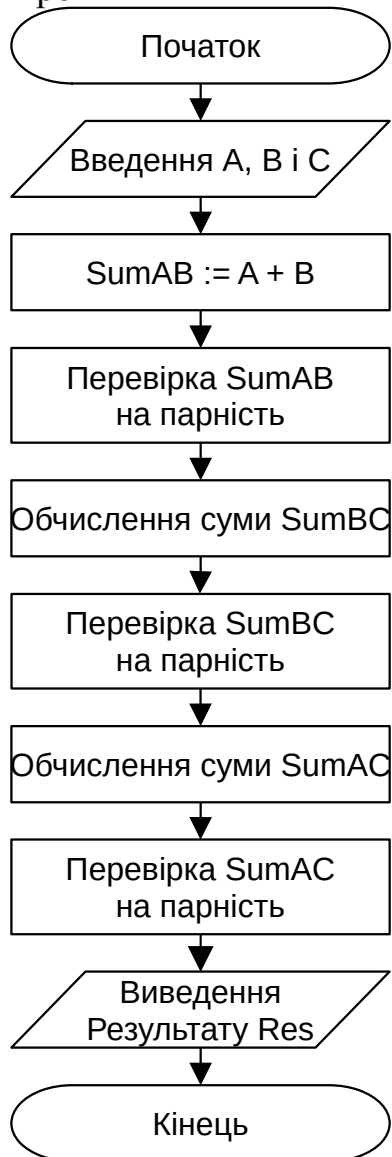 Початок
Введення A, B і C
SumAB := A + B
Перевірка SumAB
на парність
Обчислення суми SumBC
Перевірка SumBC
на парність
Обчислення суми SumAC
Перевірка SumAC
на парність
Виведення
Результату Res
Кінець